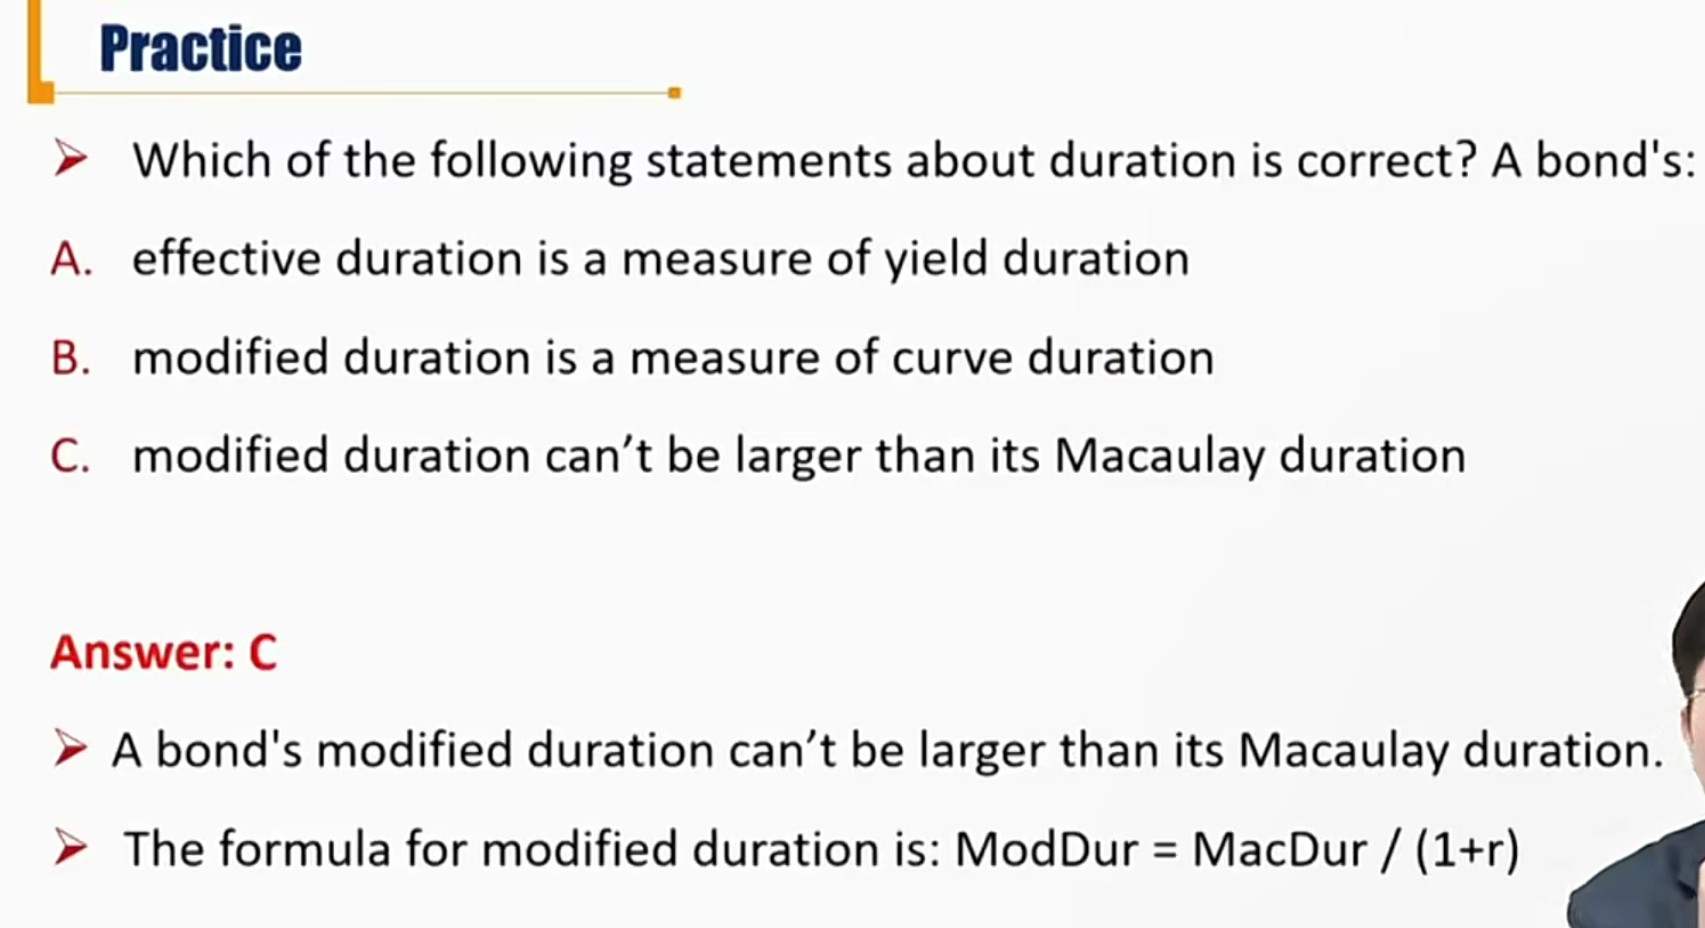 Practice
Which of the following statements about duration is correct? A bond's:
A. effective duration is a measure of yield duration
B. modified duration is a measure of curve duration
C. modified duration can’t be larger than its Macaulay duration
Answer: C
A bond's modified duration can’t be larger than its Macaulay duration.
The formula for modified duration is: ModDur = MacDur / (1+r)